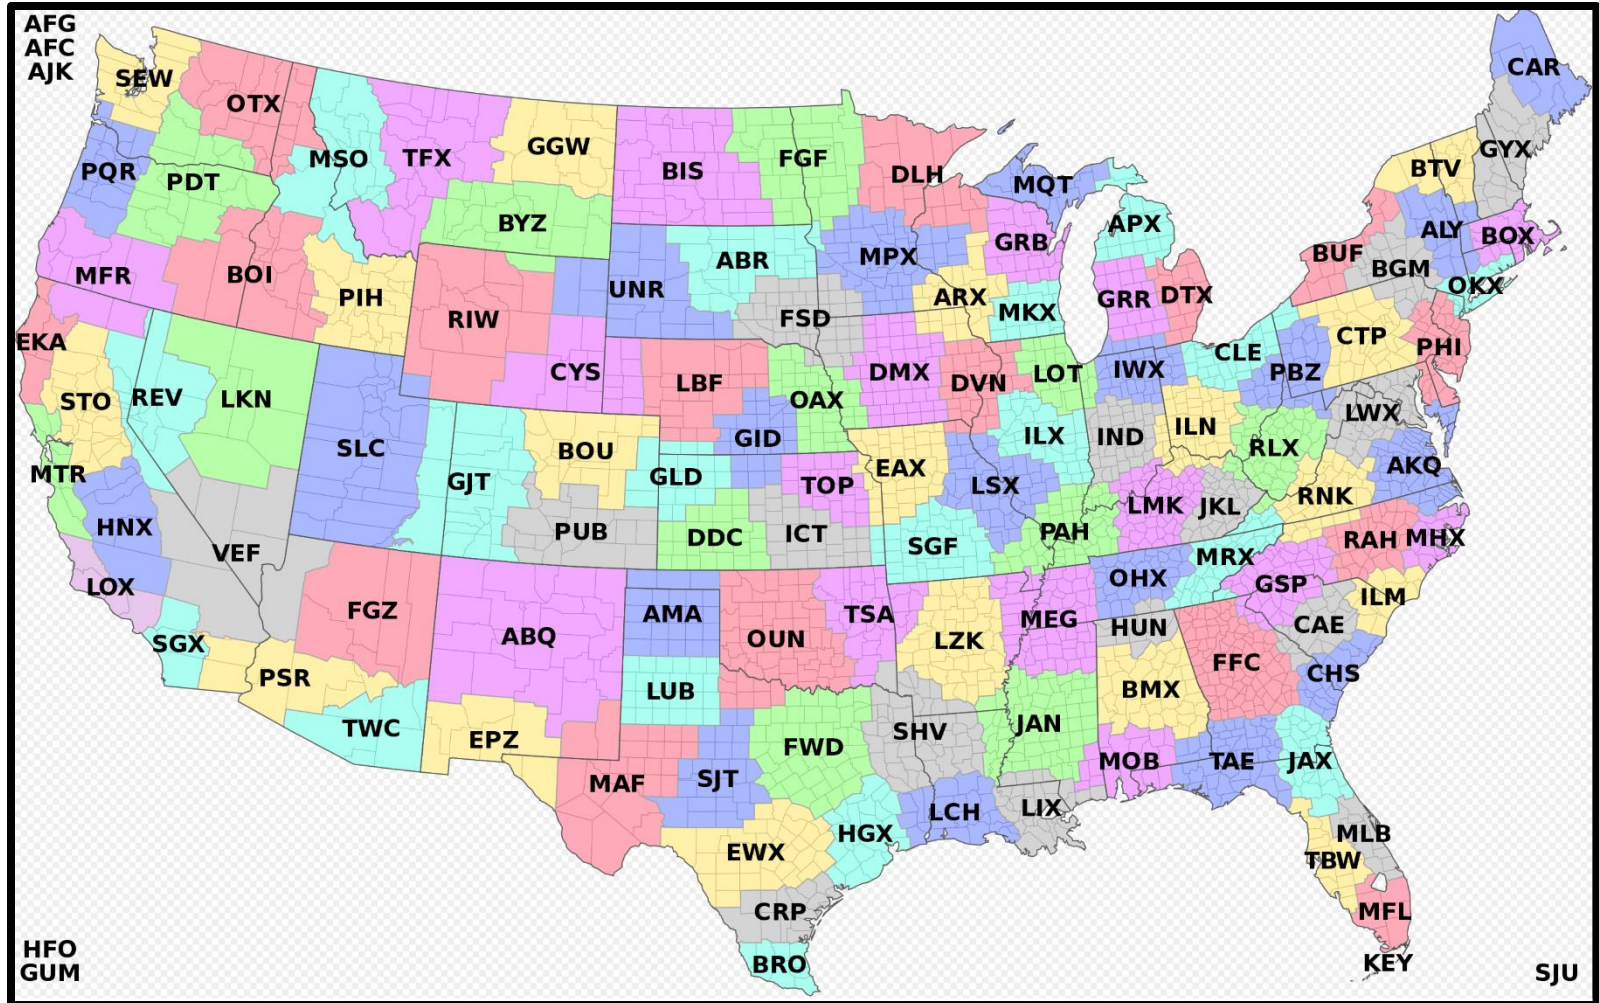 AFG
AFC
AJK
CAR
SEW
OTX
GYX
MSO
TFX
GGW
FGF
BTV
PQR
PDT
BIS
DLH
MQT
BYZ
APX
ALY
BOX
MFR
BOI
ABR
MPX
GRB
BUF
BGM
PIH
UNR
ARX
GRR
DTX
OKX
RIW
FSD
MKX
EKA
CTP
PHI
CYS
LBF
DMX
DVN
LOT
IWX
CLE
PBZ
STO
REV
LKN
OAX
LWX
SLC
BOU
GID
ILX
IND
ILN
RLX
MTR
GJT
GLD
TOP
EAX
LSX
AKQ
HNX
PUB
DDC
ICT
SGF
PAH
LMK
JKL
RNK
VEF
MRX
RAH
MHX
LOX
FGZ
AMA
OHX
GSP
ILM
SGX
ABQ
OUN
TSA
LZK
MEG
HUN
CAE
PSR
LUB
BMX
FFC
CHS
TWC
EPZ
FWD
SHV
JAN
MOB
TAE
JAX
MAF
SJT
HGX
LCH
LIX
MLB
EWX
TBW
CRP
MFL
HFO
GUM
BRO
KEY
SJU